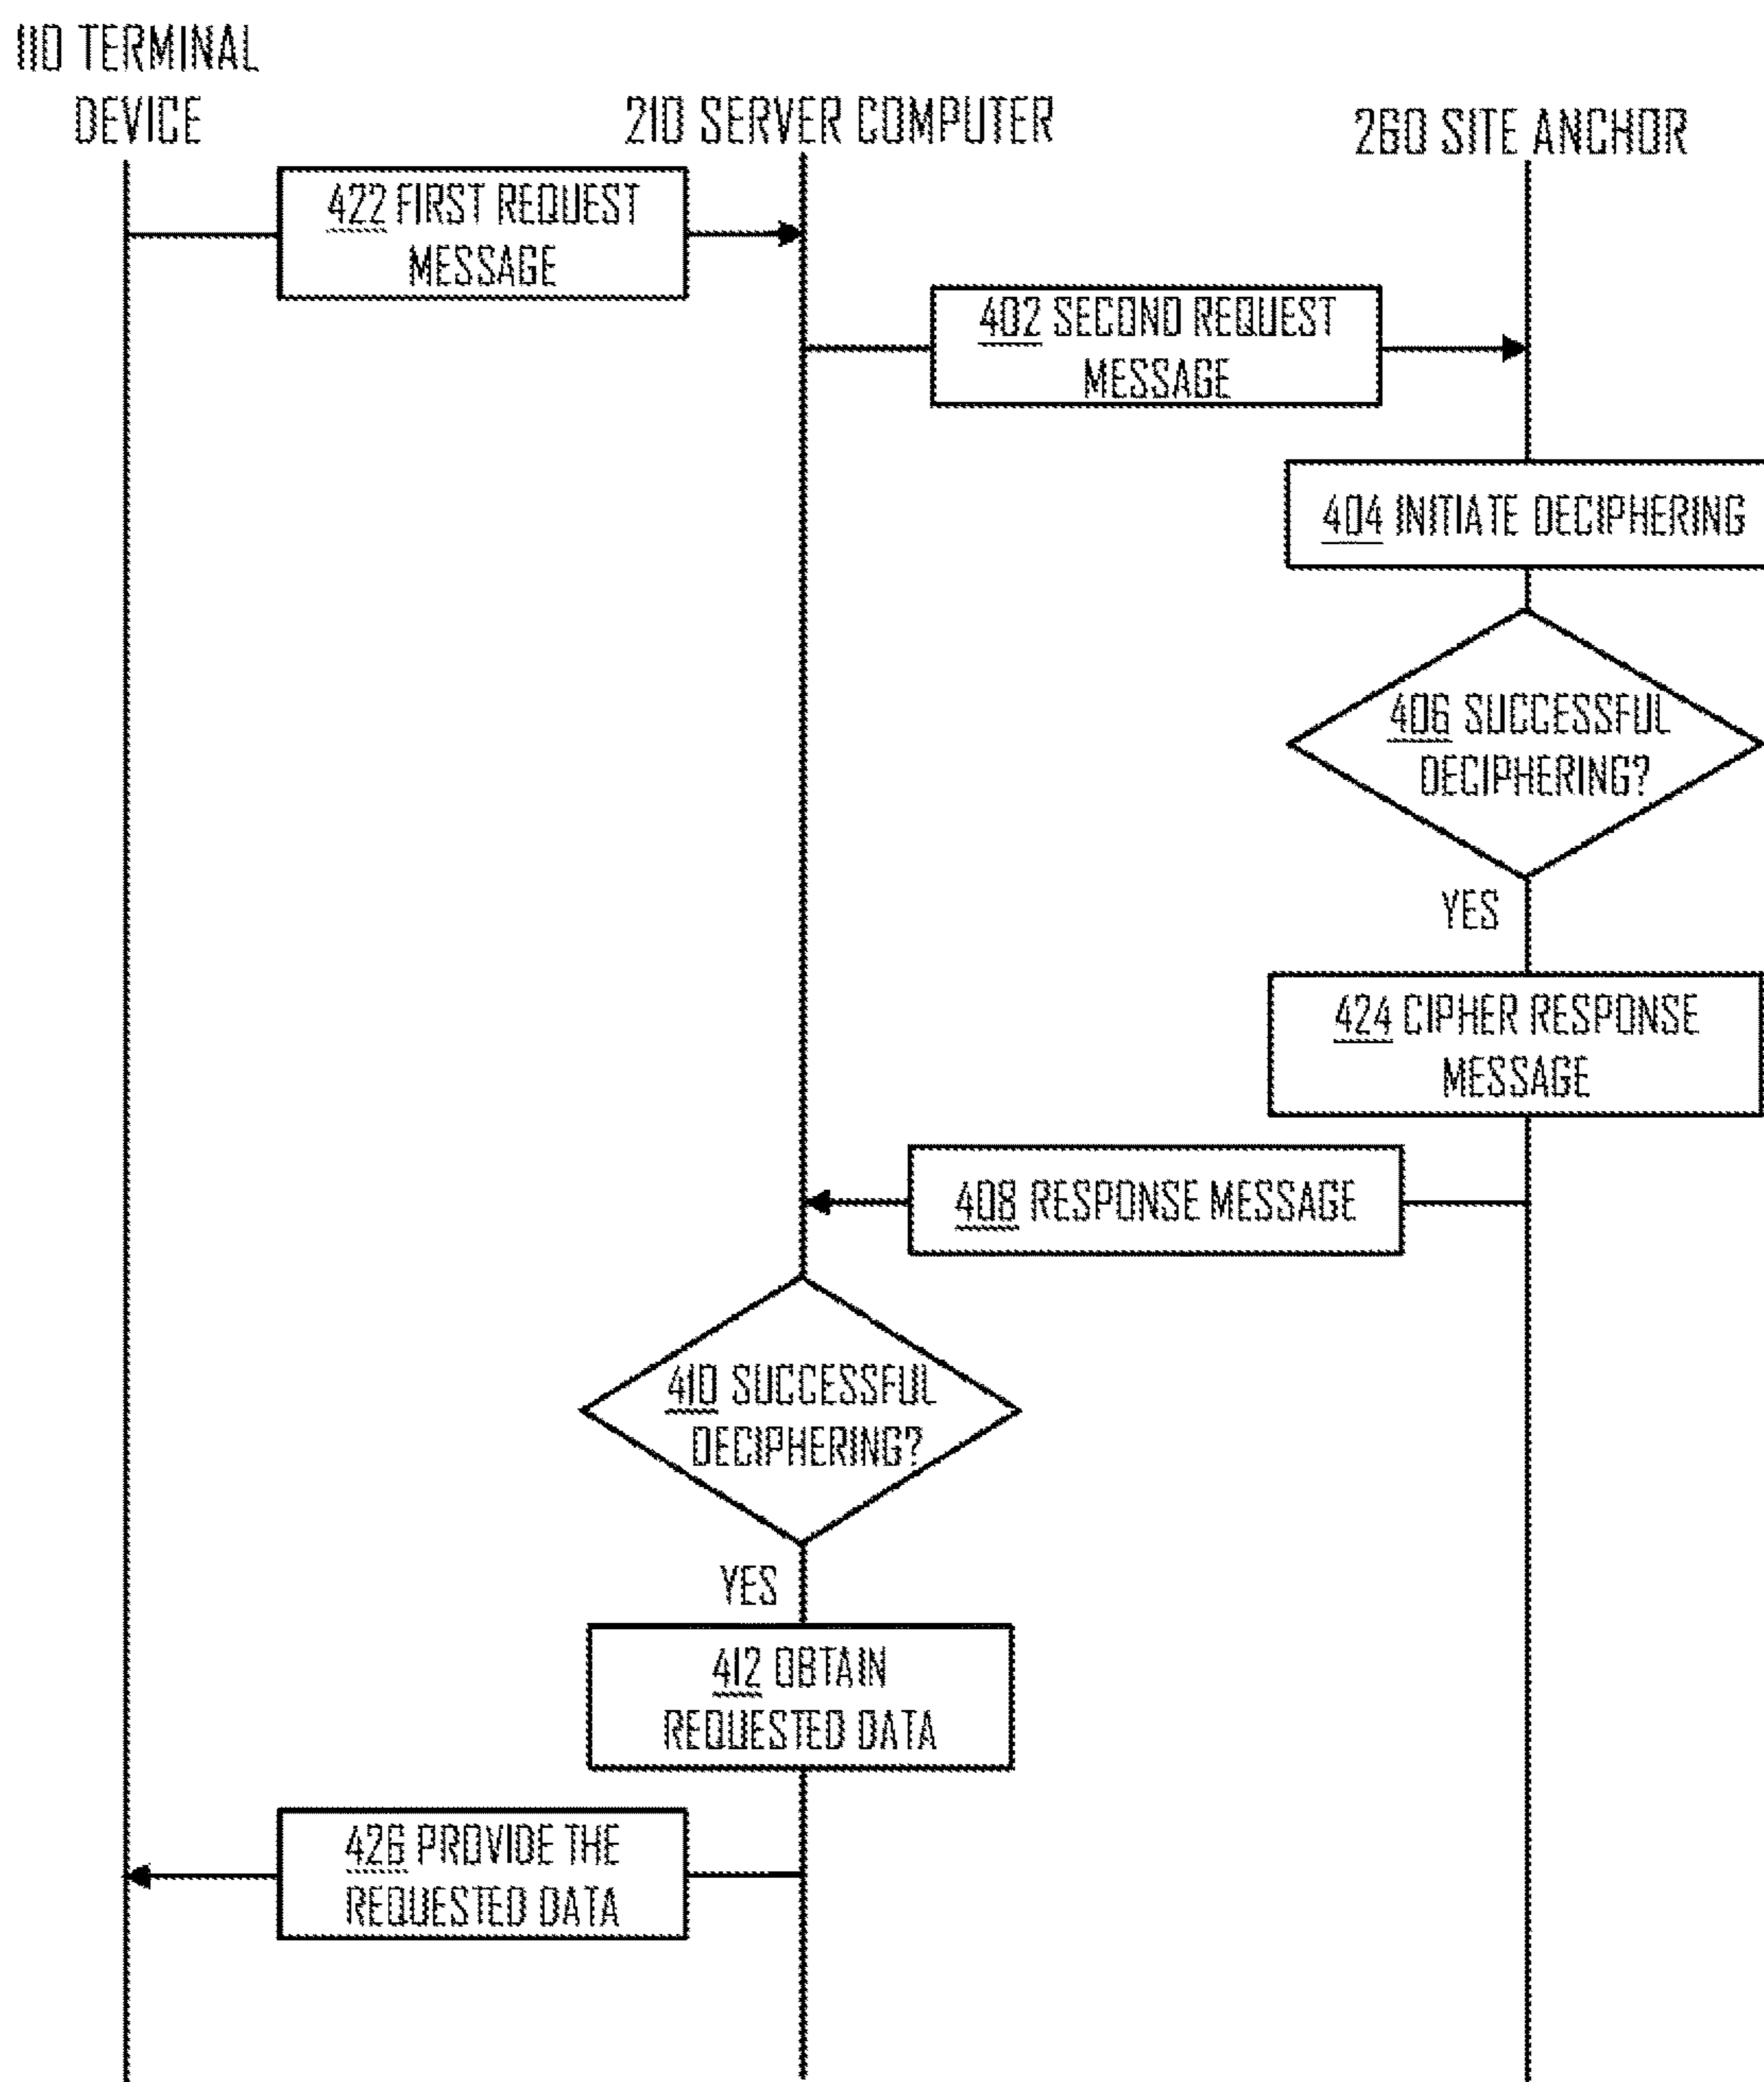 110 TERMINAL
DEVICE
210 SERVER COMPUTER
260 SITE ANCHOR
422 FIRST REQUEST
MESSAGE
402 SECOND REQUEST
MESSAGE
404 INITIATE DECIPHERING
406 SUCCESSFUL
DECIPHERING?
YES
424 CIPHER RESPONSE
MESSAGE
408 RESPONSE MESSAGE
410 SUCCESSFUL
DECIPHERING?
YES
412 OBTAIN
REQUESTED DATA
426 PROVIDE THE
REQUESTED DATA